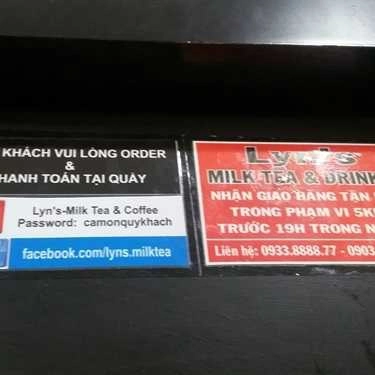 KHÁCH VUI LÒNG ORDER
&
HANH TOÁN TẠI QUẦY
Lyn's-Milk Tea & Coffee
Password: camonquykhach
facebook.com/lyns.milktea
Lyn's
MILK TEA & DRINK
NHẬN GIAO HÀNG TẬN
TRONG PHẠM VI 5K
TRƯỚC 19H TRONG N
Liên hệ: 0933.8888.77 - 0903